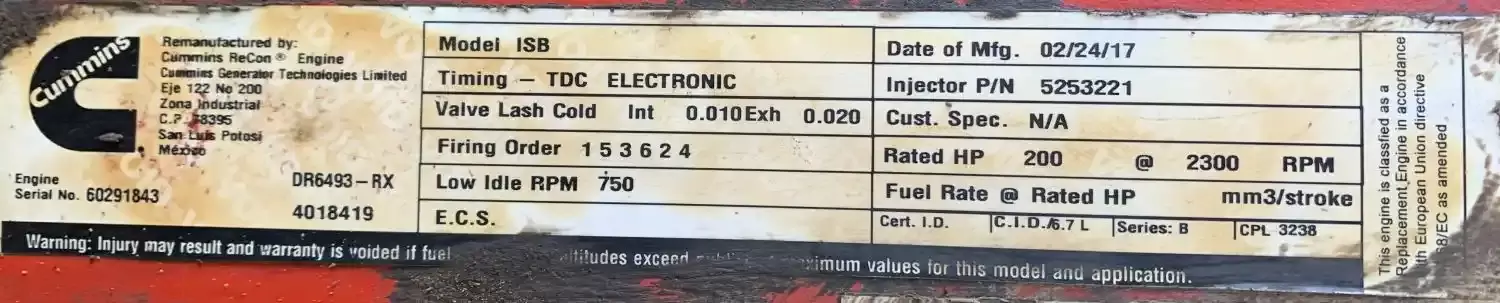 Cummins
Remanufactured by:
Cummins ReCon® Engine
Cummins Generator Technologies Limited
Eje 122 No 200
Zona Industrial
C.P. 78395
San Luis Potosi
México
Engine
Serial No. 60291843
DR6493-RX
4018419
Model ISB
Timing – TDC ELECTRONIC
Valve Lash Cold Int 0.010 Exh 0.020
Firing Order 1 5 3 6 2 4
Low Idle RPM 750
E.C.S.
Date of Mfg. 02/24/17
Injector P/N 5253221
Cust. Spec. N/A
Rated HP 200 @ 2300 RPM
Fuel Rate @ Rated HP mm3/stroke
Cert. I.D. C.I.D./6.7 L Series: B CPL 3238
Warning: Injury may result and warranty is voided if fuel exceed values for this model and application.
This engine is classfied as a
Replacement Engine in accordance
European Union directive
as amended